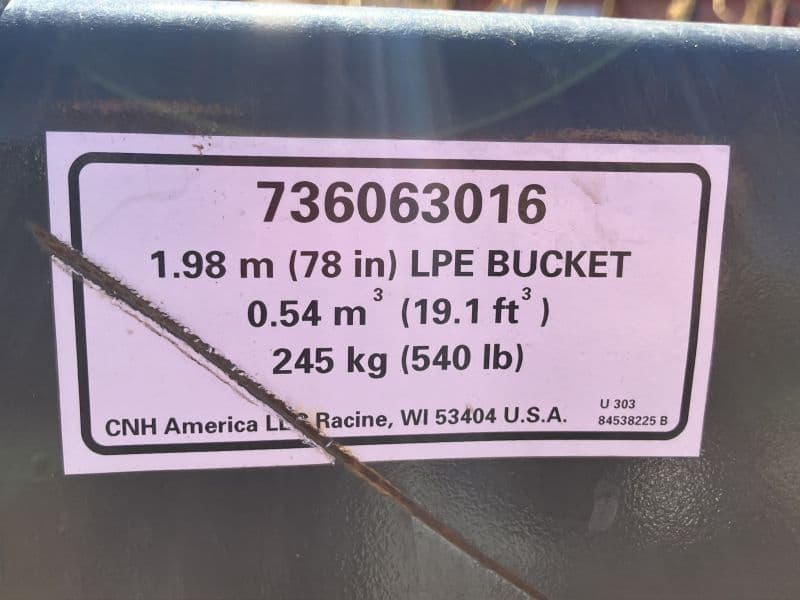 736063016
1.98 m (78 in) LPE BUCKET
0.54 m³ (19.1 ft³)
245 kg (540 lb)
CNH America LLC Racine, WI 53404 U.S.A.
U 303
84538225 B